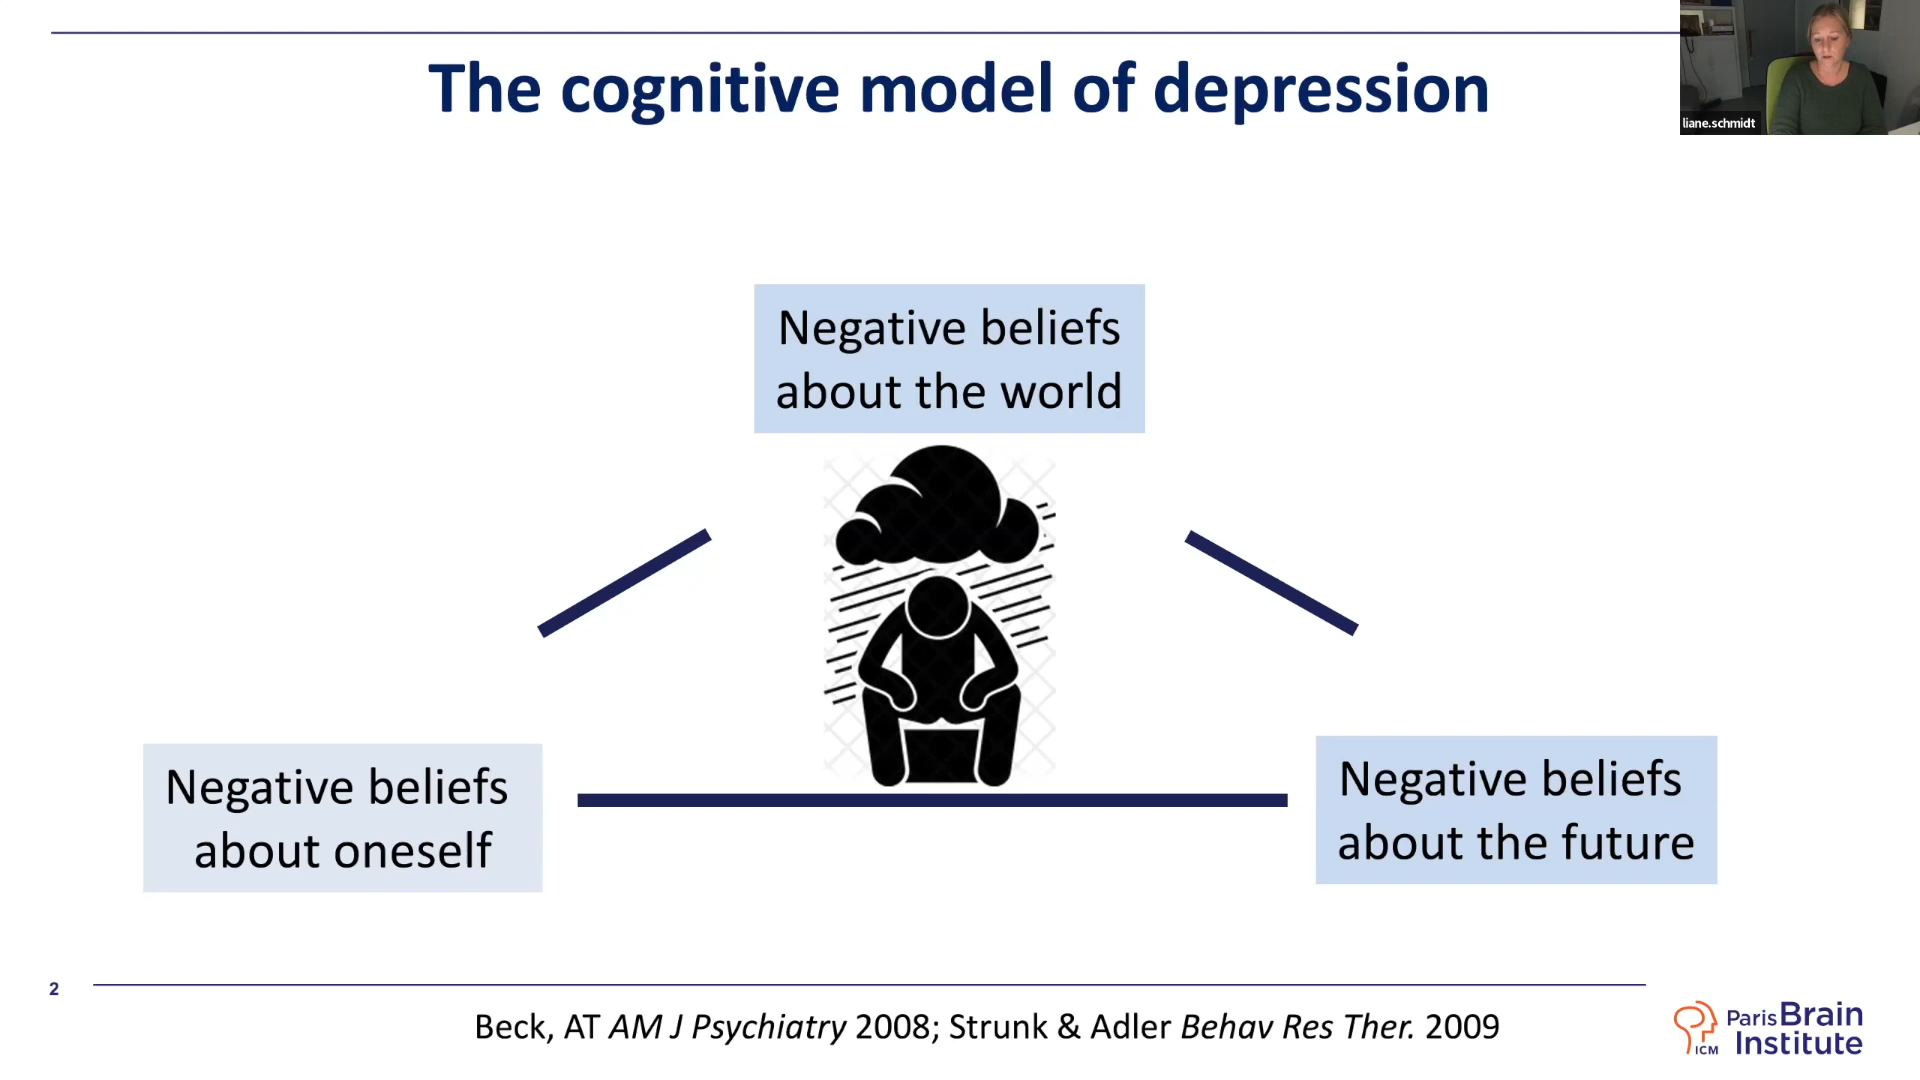 The cognitive model of depression
liane.schmidt
Negative beliefs
about the world
Negative beliefs
about oneself
Negative beliefs
about the future
2
Beck, AT AM J Psychiatry 2008; Strunk & Adler Behav Res Ther. 2009
ICM
Paris Brain
Institute